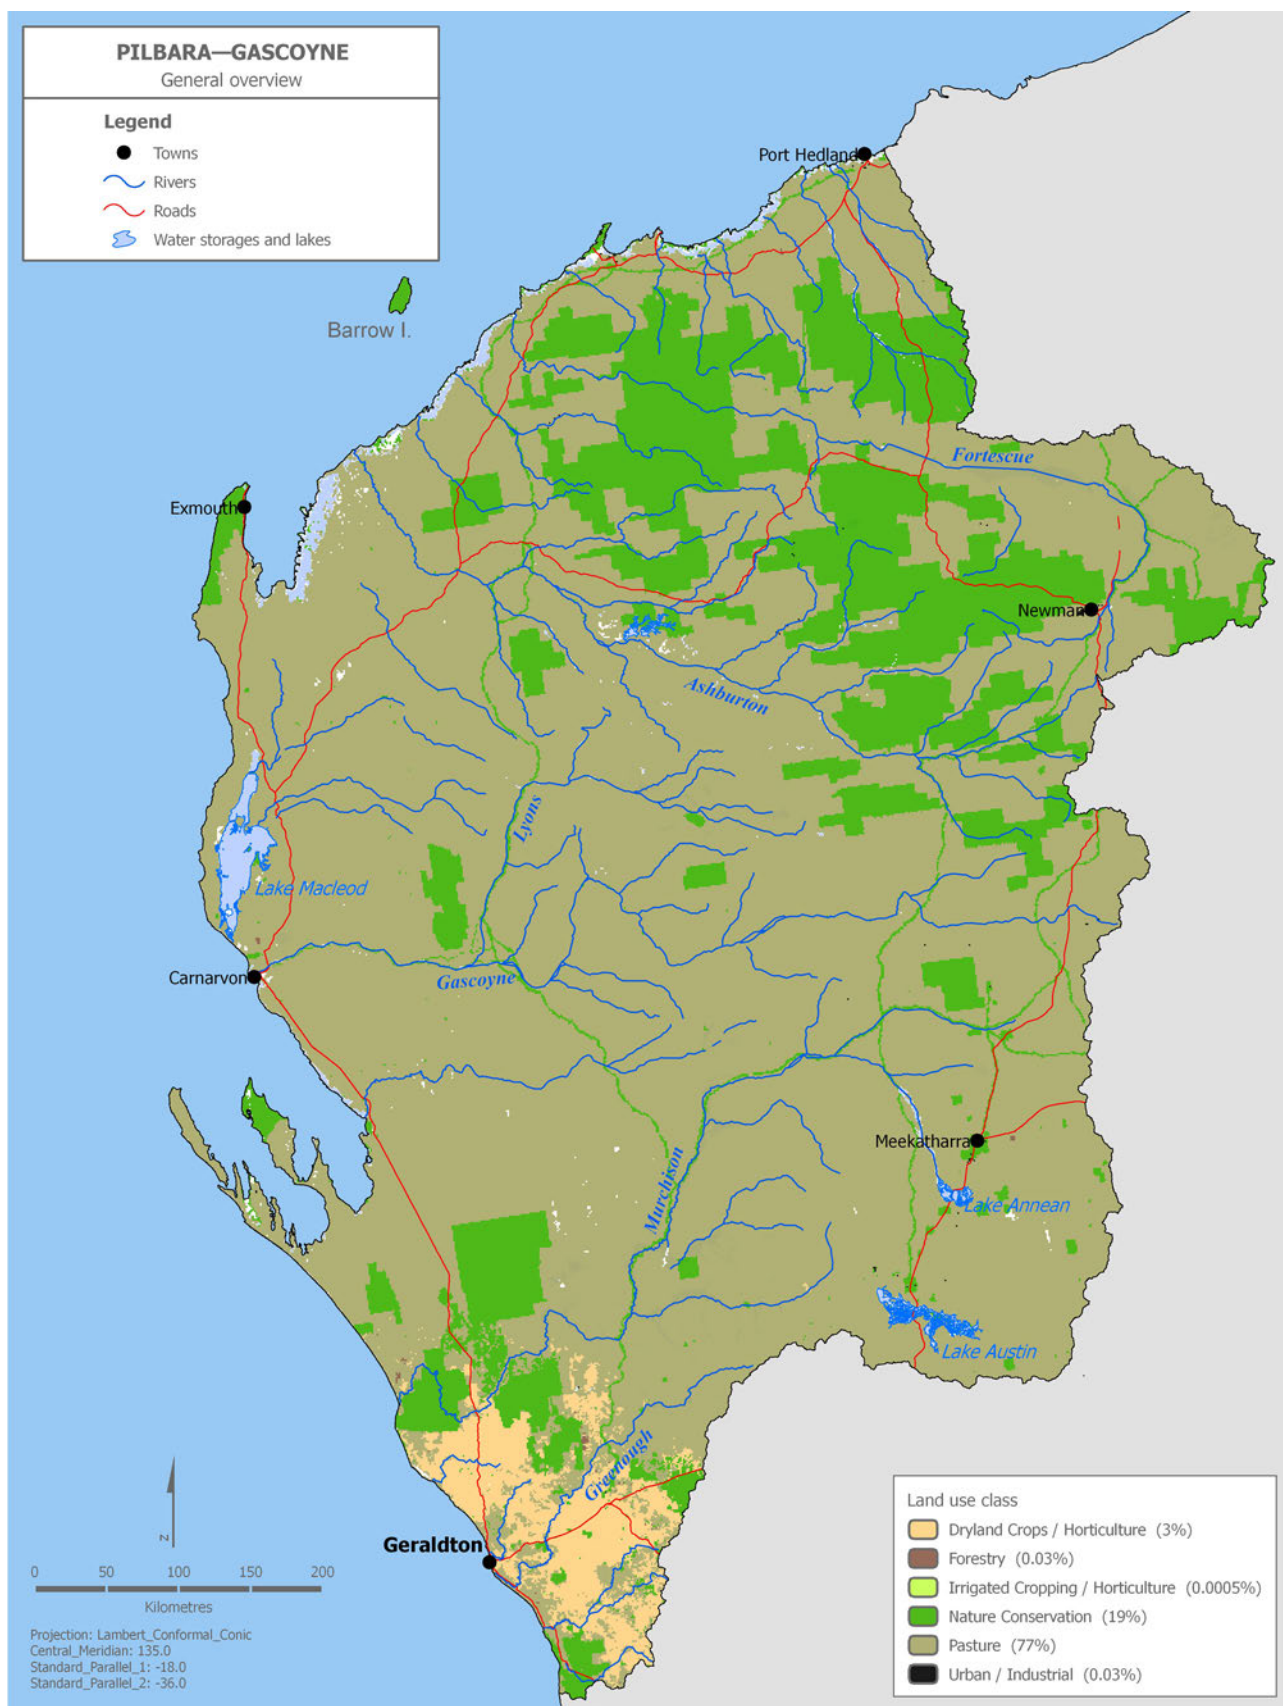 PILBARA—GASCOYNE
General overview
Legend
Towns
Rivers
Roads
Water storages and lakes
Port Hedland
Barrow I.
Fortescue
Exmouth
Newman
Ashburton
Lyons
Lake Macleod
Carnarvon
Gascoyne
Meekatharra
Murchison
Lake Annean
Lake Austin
Greenough
Geraldton
N
0 50 100 150 200
Kilometres
Projection: Lambert_Conformal_Conic
Central_Meridian: 135.0
Standard_Parallel_1: -18.0
Standard_Parallel_2: -36.0
Land use class
Dryland Crops / Horticulture (3%)
Forestry (0.03%)
Irrigated Cropping / Horticulture (0.0005%)
Nature Conservation (19%)
Pasture (77%)
Urban / Industrial (0.03%)